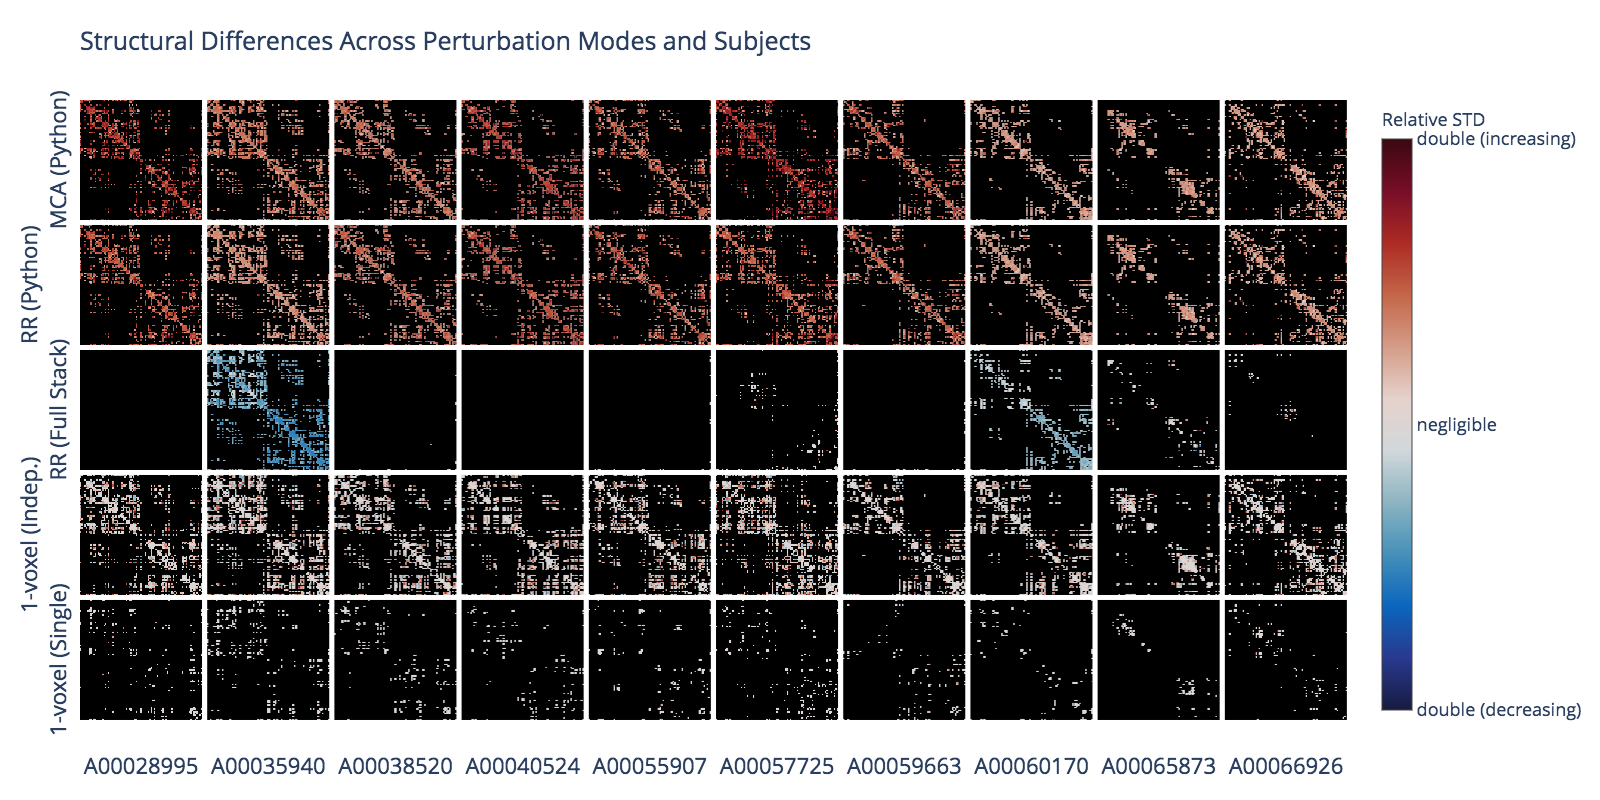 Structural Differences Across Perturbation Modes and Subjects
MCA (Python)
RR (Python)
RR (Full Stack)
1-voxel (Indep.)
1-voxel (Single)
A00028995
A00035940
A00038520
A00040524
A00055907
A00057725
A00059663
A00060170
A00065873
A00066926
Relative STD
double (increasing)
negligible
double (decreasing)